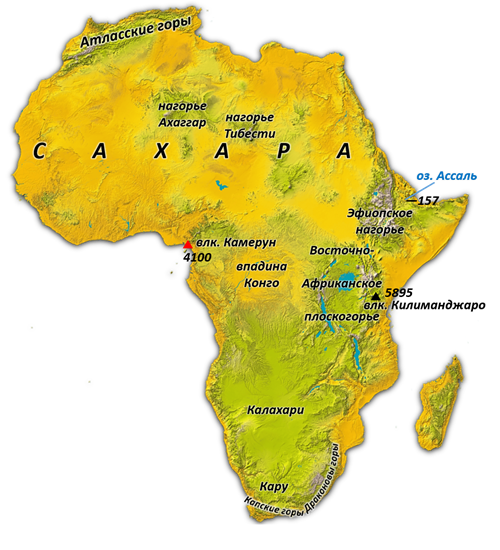 Атласские горы
нагорье
Ахаггар
нагорье
Тибести
САХАРА
оз. Ассаль
157
Эфиопское
нагорье
влк. Камерун
4100
Восточно-
Африканское
плоскогорье
впадина
Конго
5895
влк. Килиманджаро
Калахари
Кару
Капские горы
Драконовы горы